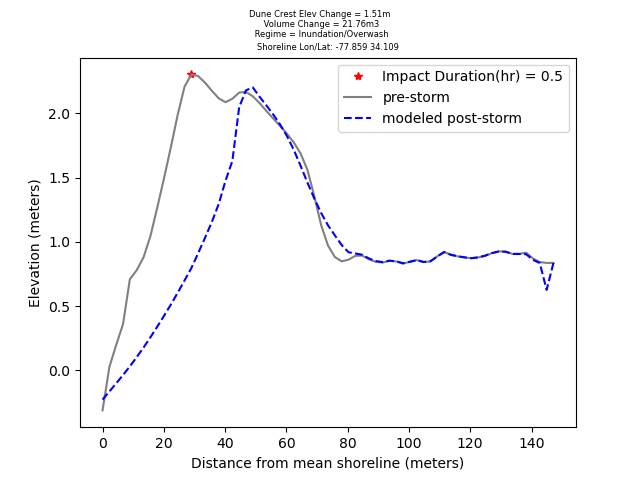 Dune Crest Elev Change = 1.51m
Volume Change = 21.76m3
Regime = Inundation/Overwash
Shoreline Lon/Lat: -77.859 34.109
Impact Duration(hr) = 0.5
pre-storm
modeled post-storm
Elevation (meters)
2.0
1.5
1.0
0.5
0.0
0 20 40 60 80 100 120 140
Distance from mean shoreline (meters)